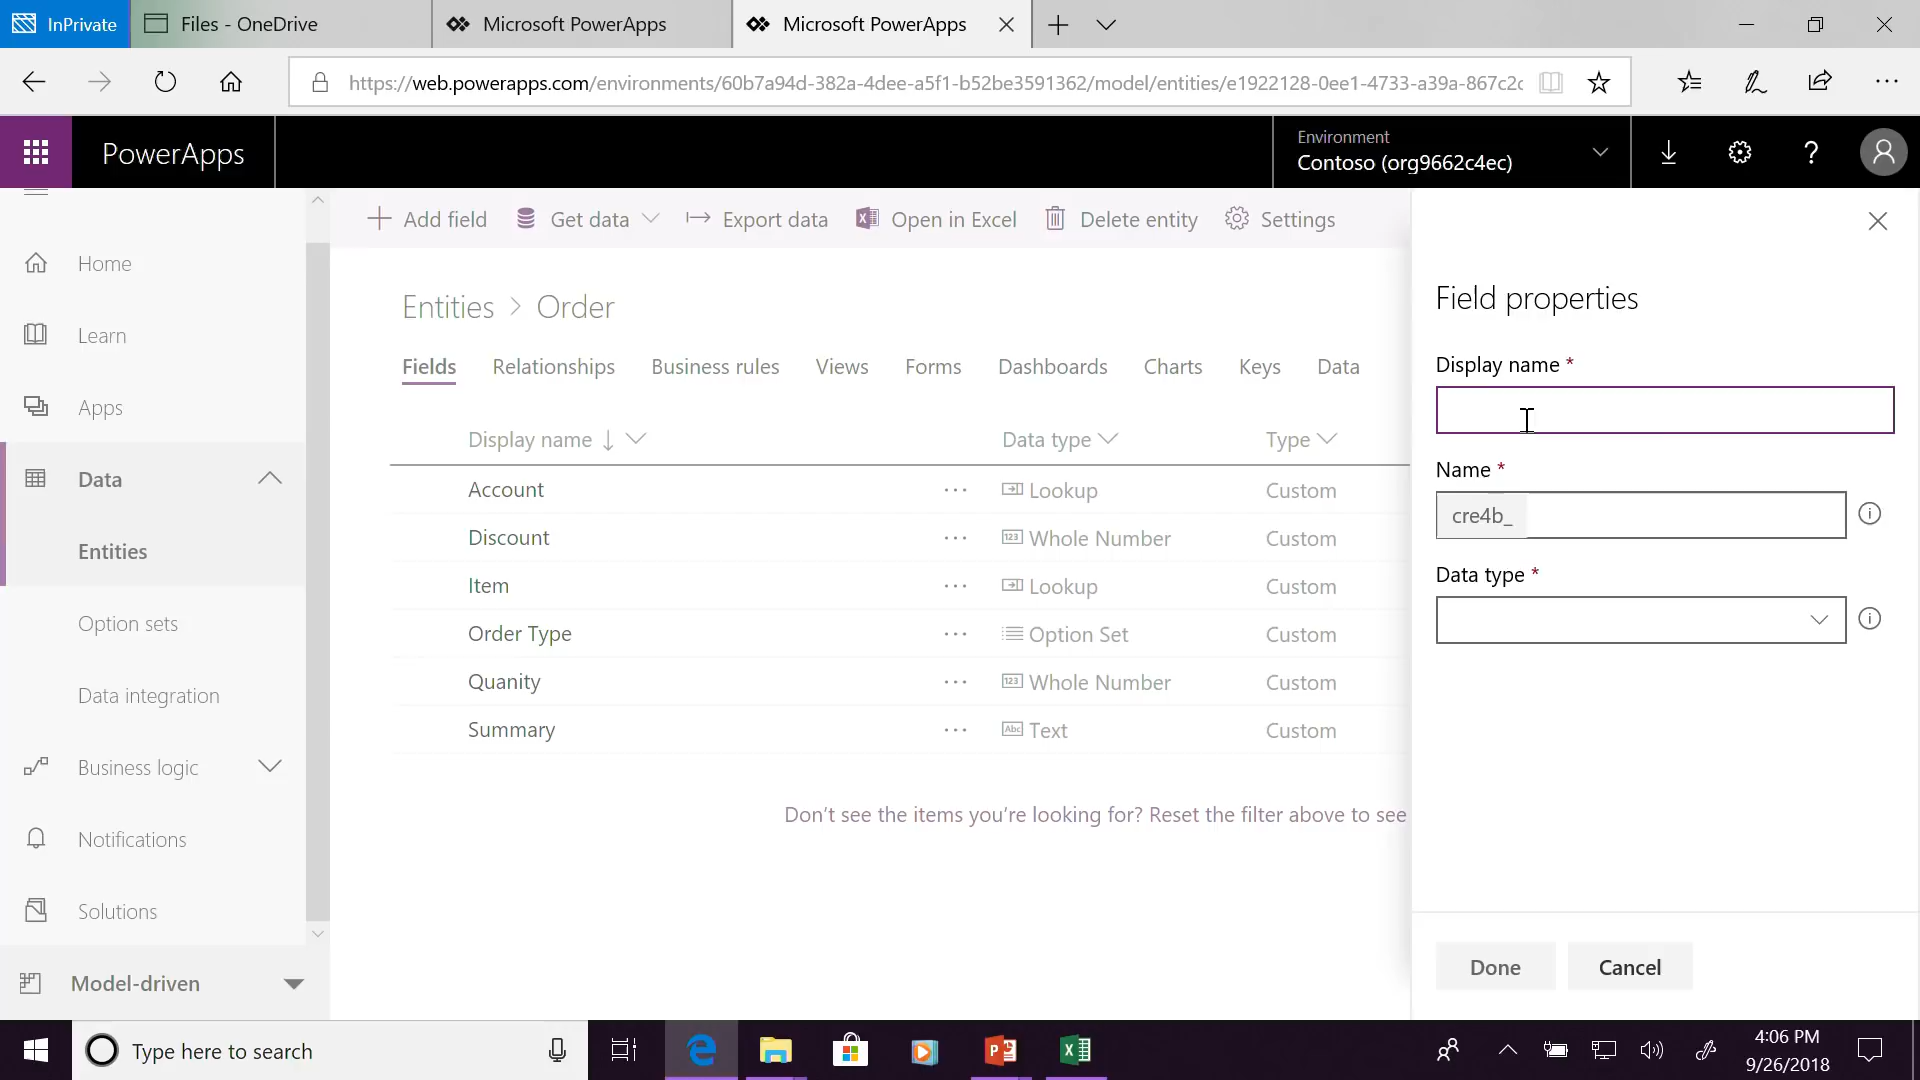 InPrivate
Files - OneDrive
Microsoft PowerApps
Microsoft PowerApps
https://web.powerapps.com/environments/60b7a94d-382a-4dee-a5f1-b52be3591362/model/entities/e1922128-0ee1-4733-a39a-867c2c
PowerApps
Environment
Contoso (org9662c4ec)
Add field
Get data
Export data
Open in Excel
Delete entity
Settings
Home
Learn
Apps
Data
Entities
Option sets
Data integration
Business logic
Notifications
Solutions
Model-driven
Entities > Order
Fields
Relationships
Business rules
Views
Forms
Dashboards
Charts
Keys
Data
Display name
Data type
Type
Account ··· Lookup Custom
Discount ··· Whole Number Custom
Item ··· Lookup Custom
Order Type ··· Option Set Custom
Quanity ··· Whole Number Custom
Summary ··· Text Custom
Don't see the items you're looking for? Reset the filter above to see
Field properties
Display name *
Name *
cre4b_
Data type *
Done
Cancel
Type here to search
4:06 PM
9/26/2018